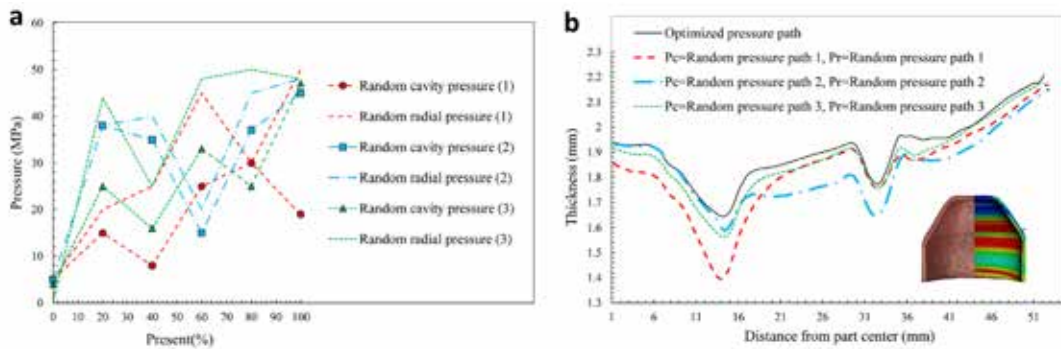 a
60
50
40
30
20
10
0
Pressure (MPa)
0 10 20 30 40 50 60 70 80 90 100
Present(%)
Random cavity pressure (1)
Random radial pressure (1)
Random cavity pressure (2)
Random radial pressure (2)
Random cavity pressure (3)
Random radial pressure (3)
b
Optimized pressure path
Pc=Random pressure path 1, Pr=Random pressure path 1
Pc=Random pressure path 2, Pr=Random pressure path 2
Pc=Random pressure path 3, Pr=Random pressure path 3
2.3
2.2
2.1
2
1.9
1.8
1.7
1.6
1.5
1.4
1.3
Thickness (mm)
1 6 11 16 21 26 31 36 41 46 51
Distance from part center (mm)